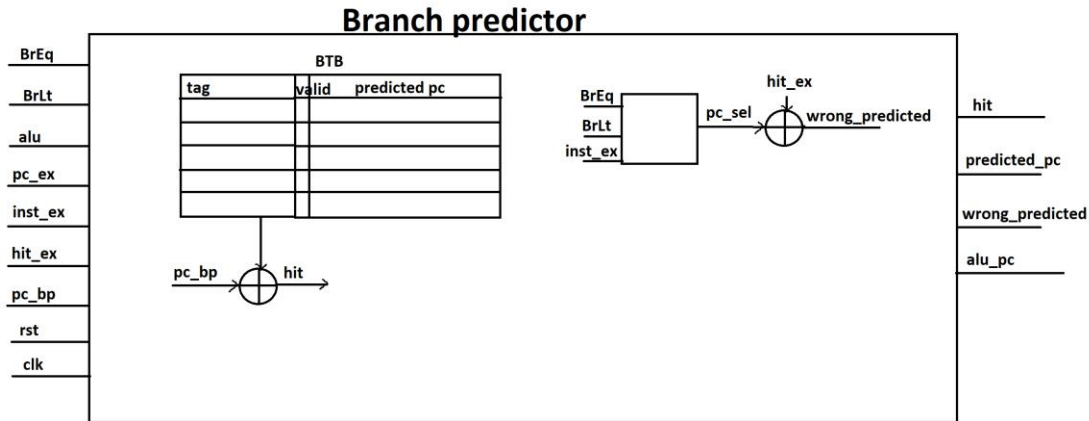 Branch predictor
BrEq
BrLt
alu
pc_ex
inst_ex
hit_ex
pc_bp
rst
clk
BTB
tag valid predicted pc
pc_bp hit
BrEq
BrLt
inst_ex
pc_sel
hit_ex
wrong_predicted
hit
predicted_pc
wrong_predicted
alu_pc